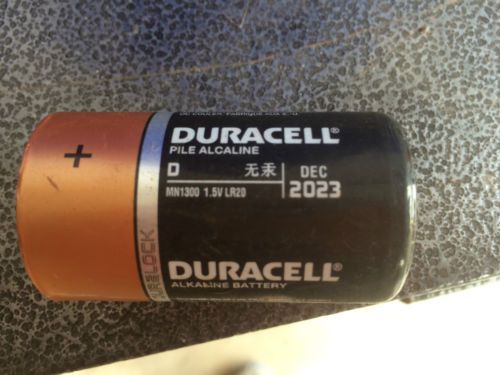 DURACELL®
PILE ALCALINE
+
D 无汞 DEC
MN1300 1.5V LR20 2023
DURACELL®
ALKALINE BATTERY